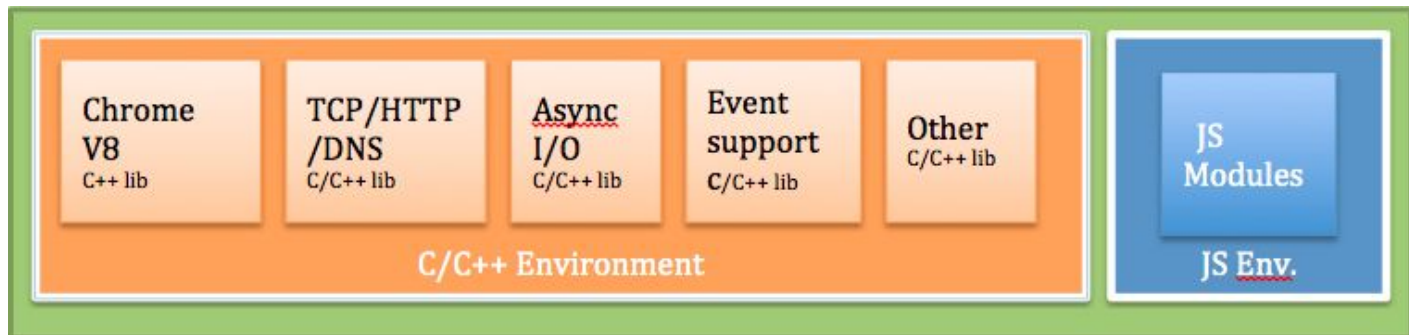 Chrome
V8
C++ lib
TCP/HTTP
/DNS
C/C++ lib
Async
I/O
C/C++ lib
Event
support
C/C++ lib
Other
C/C++ lib
C/C++ Environment
JS
Modules
JS Env.